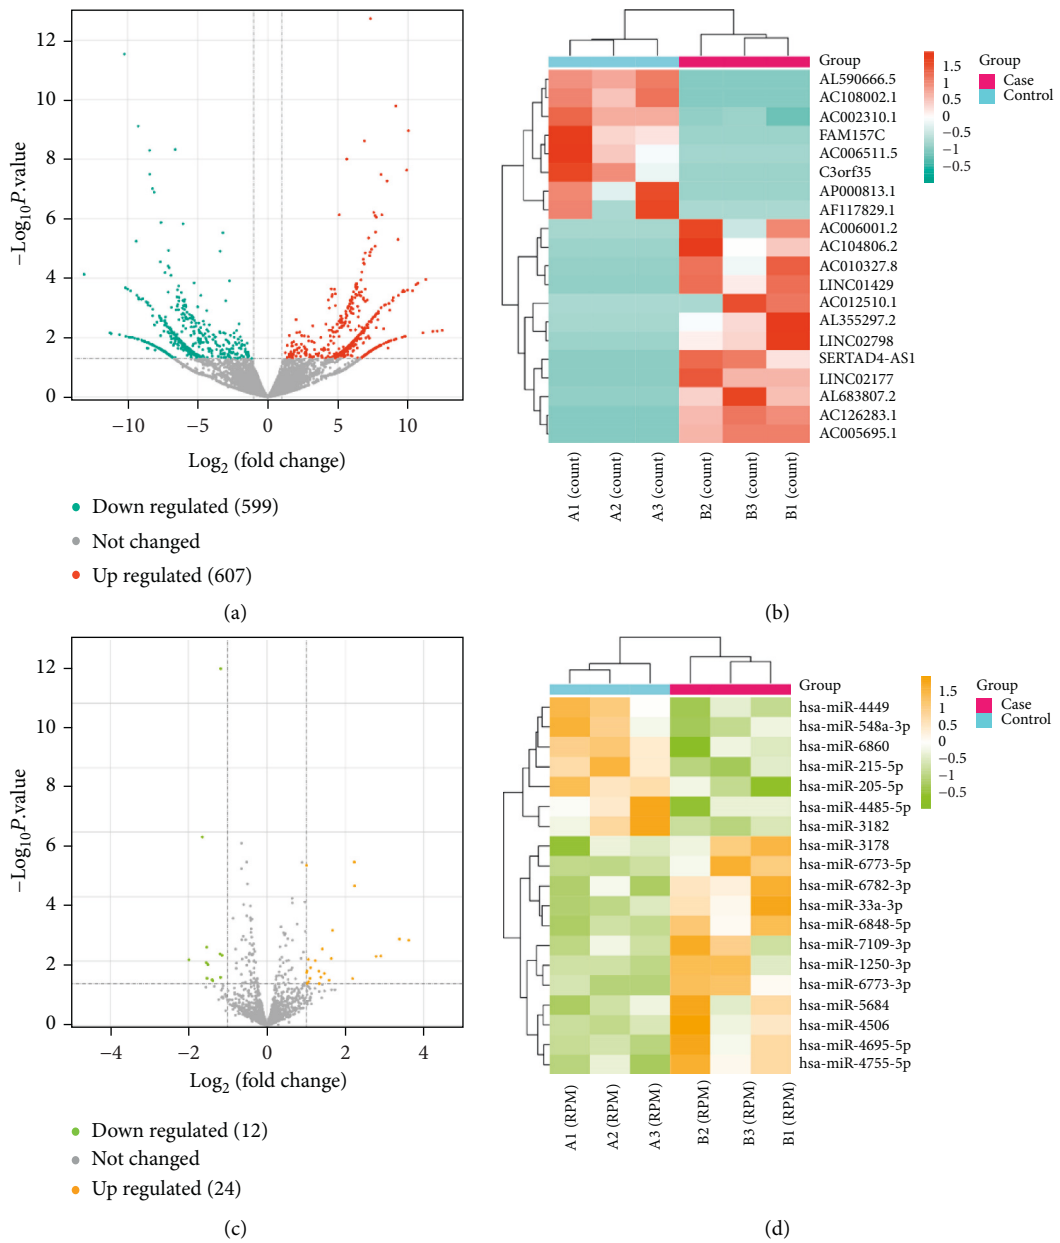 12
10
8
6
4
2
0
−Log10P.value
−10
−5
0
5
10
Log2 (fold change)
Down regulated (599)
Not changed
Up regulated (607)
(a)
Group
AL590666.5
AC108002.1
AC002310.1
FAM157C
AC006511.5
C3orf35
AP000813.1
AF117829.1
AC006001.2
AC104806.2
AC010327.8
LINC01429
AC012510.1
AL355297.2
LINC02798
SERTAD4-AS1
LINC02177
AL683807.2
AC126283.1
AC005695.1
A1 (count)
A2 (count)
A3 (count)
B2 (count)
B3 (count)
B1 (count)
1.5
1
0.5
0
−0.5
−1
−0.5
Group
Case
Control
(b)
12
10
8
6
4
2
0
−Log10P.value
−4
−2
0
2
4
Log2 (fold change)
Down regulated (12)
Not changed
Up regulated (24)
(c)
Group
hsa-miR-4449
hsa-miR-548a-3p
hsa-miR-6860
hsa-miR-215-5p
hsa-miR-205-5p
hsa-miR-4485-5p
hsa-miR-3182
hsa-miR-3178
hsa-miR-6773-5p
hsa-miR-6782-3p
hsa-miR-33a-3p
hsa-miR-6848-5p
hsa-miR-7109-3p
hsa-miR-1250-3p
hsa-miR-6773-3p
hsa-miR-5684
hsa-miR-4506
hsa-miR-4695-5p
hsa-miR-4755-5p
A1 (RPM)
A2 (RPM)
A3 (RPM)
B2 (RPM)
B3 (RPM)
B1 (RPM)
1.5
1
0.5
0
−0.5
−1
−0.5
Group
Case
Control
(d)